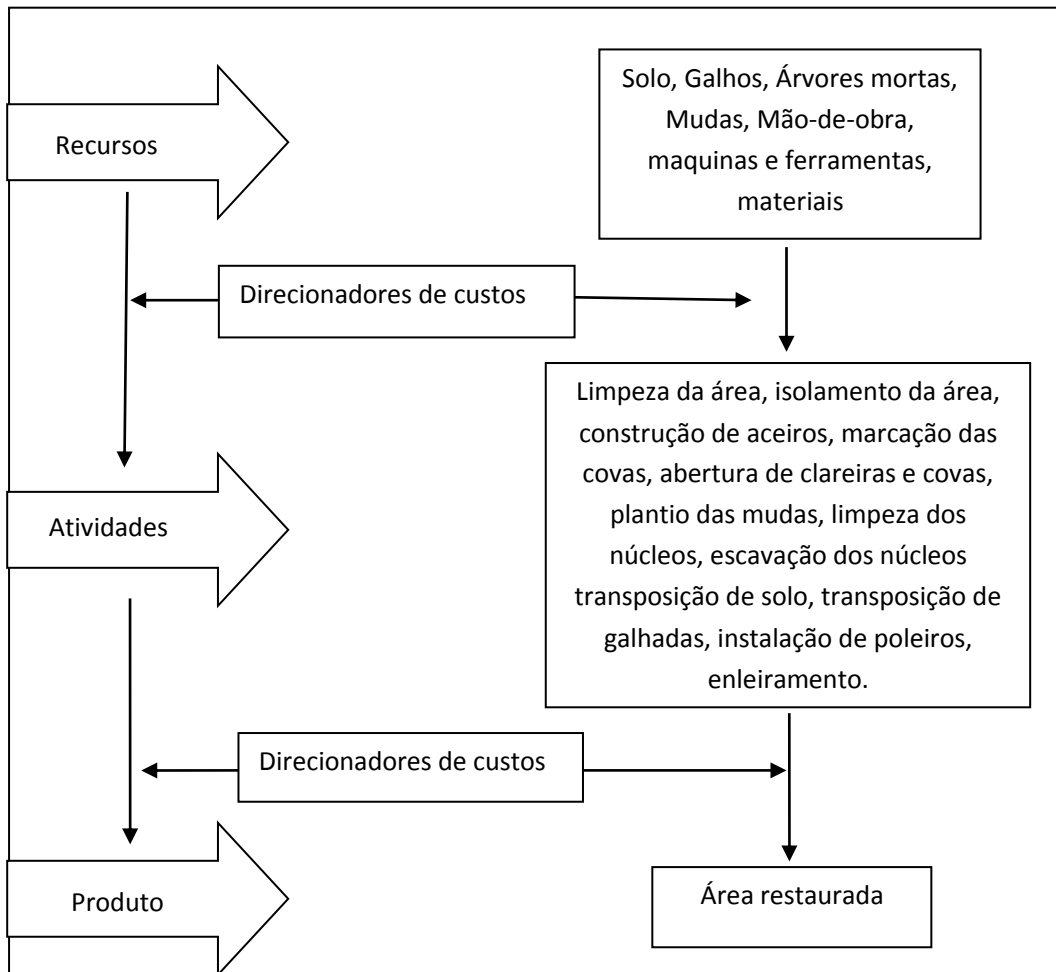 Recursos
Solo, Galhos, Árvores mortas,
Mudas, Mão-de-obra,
maquinas e ferramentas,
materiais
Direcionadores de custos
Atividades
Limpeza da área, isolamento da área,
construção de aceiros, marcação das
covas, abertura de clareiras e covas,
plantio das mudas, limpeza dos
núcleos, escavação dos núcleos
transposição de solo, transposição de
galhadas, instalação de poleiros,
enleiramento.
Direcionadores de custos
Produto
Área restaurada